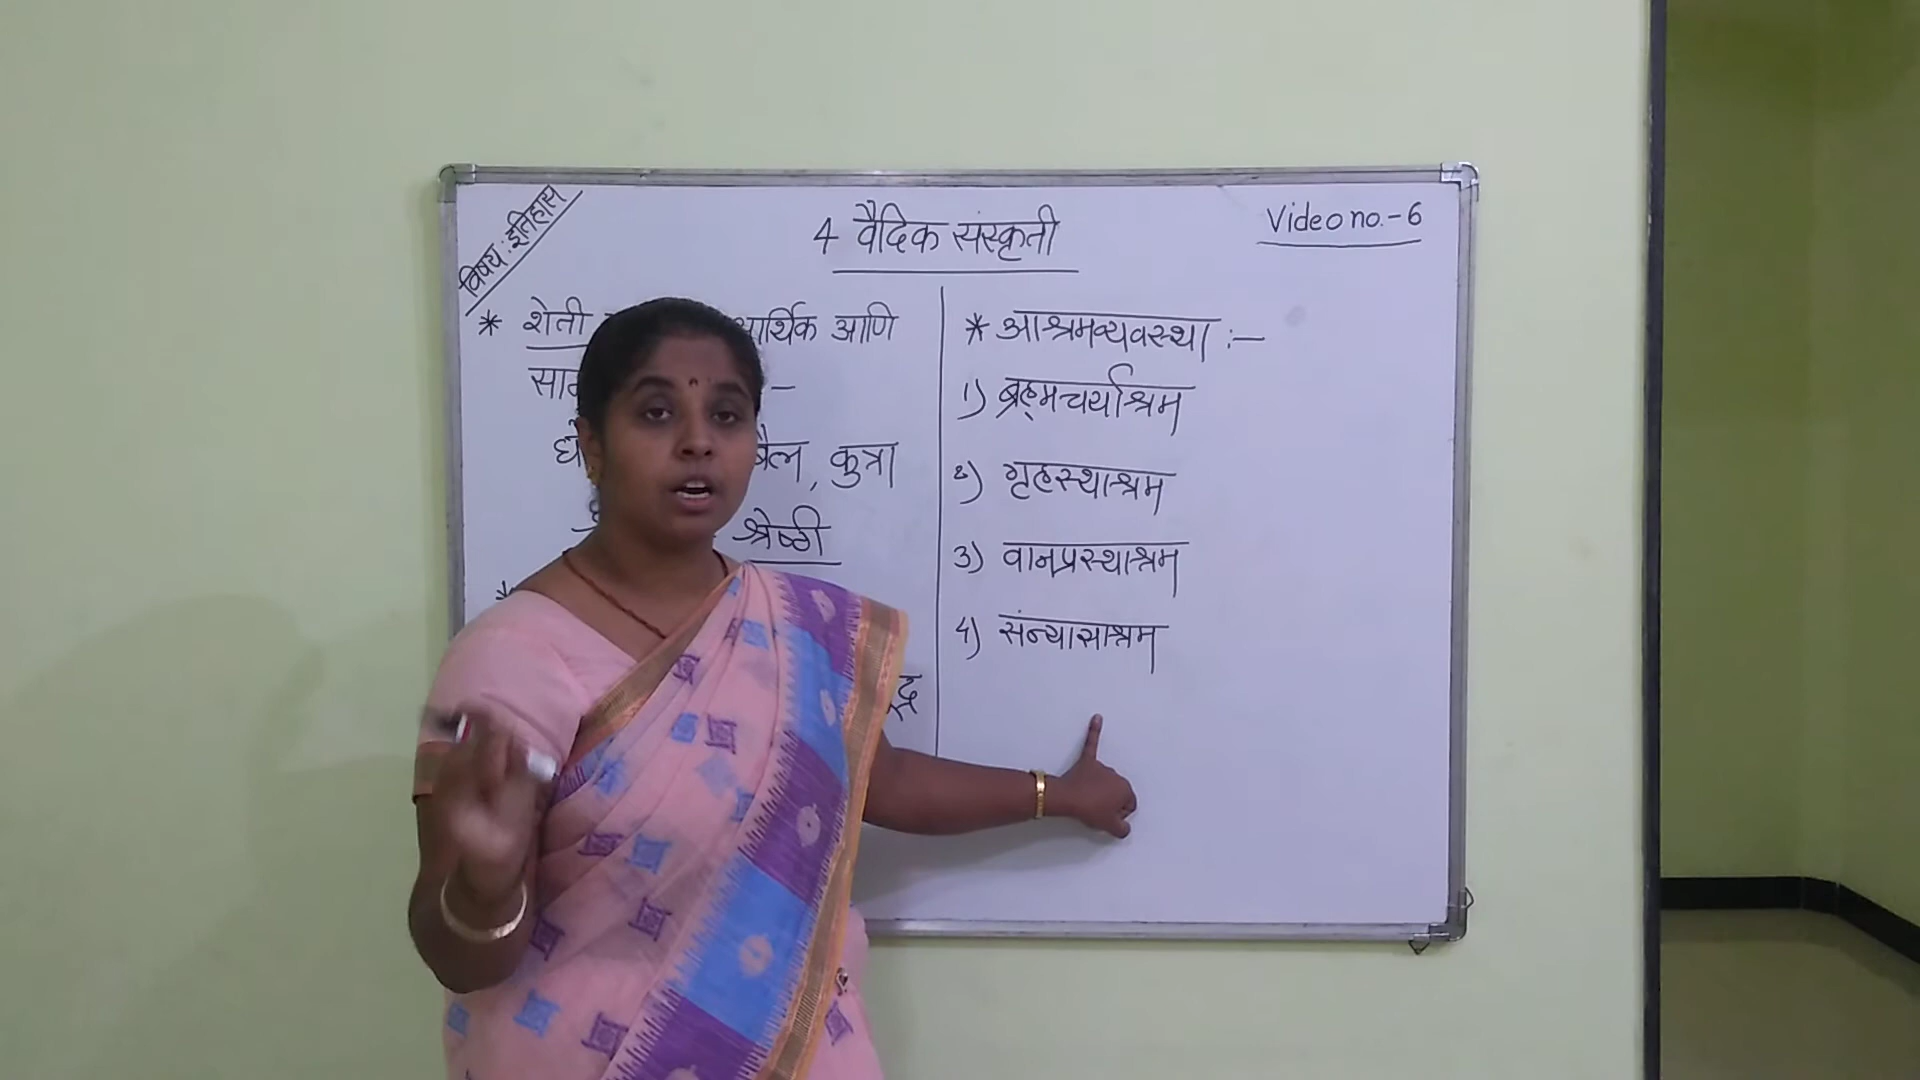 विषय : इतिहास
4 वैदिक संस्कृती
Video no. - 6
* शेती आर्थिक आणि
बैल, कुत्रा
श्रेष्ठी
* आश्रमव्यवस्था :-
1) ब्रह्मचर्याश्रम
2) गृहस्थाश्रम
3) वानप्रस्थाश्रम
4) संन्यासाश्रम